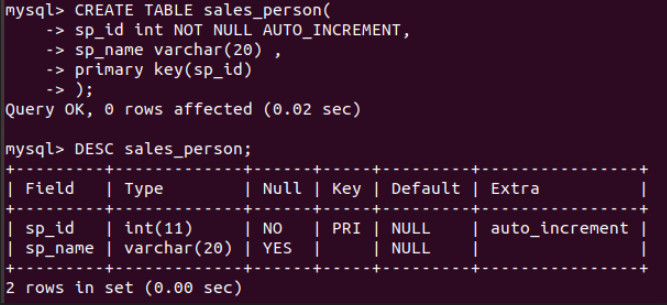 mysql> CREATE TABLE sales_person(
    -> sp_id int NOT NULL AUTO_INCREMENT,
    -> sp_name varchar(20) ,
    -> primary key(sp_id)
    -> );
Query OK, 0 rows affected (0.02 sec)

mysql> DESC sales_person;
+---------+-------------+------+-----+---------+----------------+
| Field   | Type        | Null | Key | Default | Extra          |
+---------+-------------+------+-----+---------+----------------+
| sp_id   | int(11)     | NO   | PRI | NULL    | auto_increment |
| sp_name | varchar(20) | YES  |     | NULL    |                |
+---------+-------------+------+-----+---------+----------------+
2 rows in set (0.00 sec)